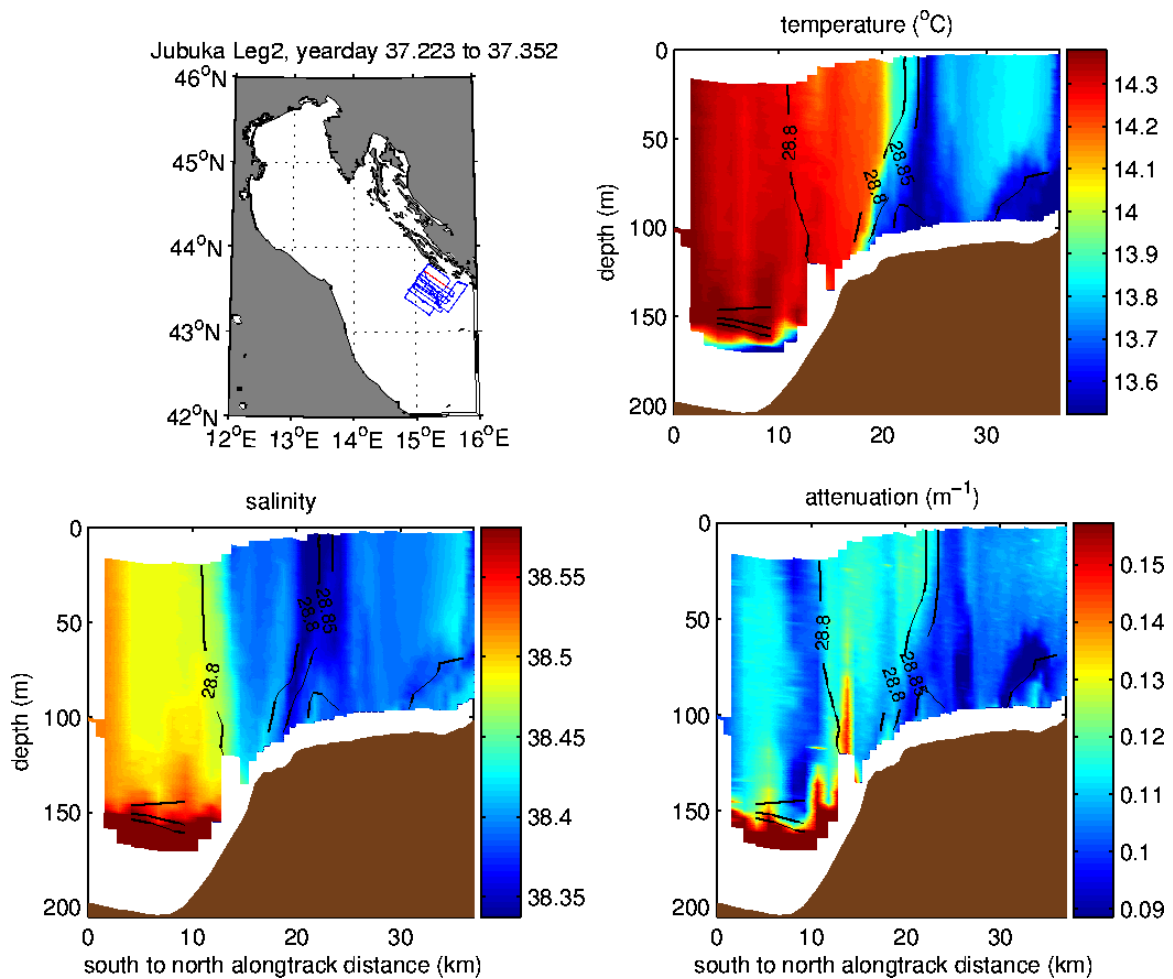 Jubuka Leg2, yearday 37.223 to 37.352
46°N
45°N
44°N
43°N
42°N
12°E 13°E 14°E 15°E 16°E
temperature (°C)
0
50
100
150
200
depth (m)
0 10 20 30
28.8
28.8
28.85
14.3
14.2
14.1
14
13.9
13.8
13.7
13.6
salinity
0
50
100
150
200
depth (m)
0 10 20 30
south to north alongtrack distance (km)
28.8
28.8
28.85
38.55
38.5
38.45
38.4
38.35
attenuation (m⁻¹)
0
50
100
150
200
0 10 20 30
south to north alongtrack distance (km)
28.8
28.8
28.85
0.15
0.14
0.13
0.12
0.11
0.1
0.09